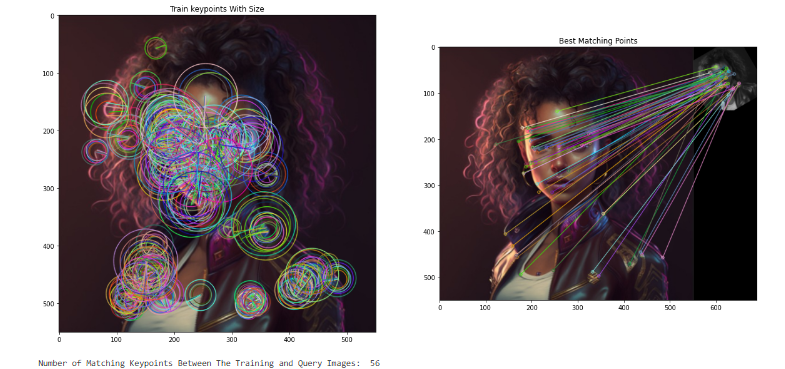 Train keypoints With Size
0
100
200
300
400
500
0 100 200 300 400 500
Best Matching Points
0
100
200
300
400
500
0 100 200 300 400 500 600
Number of Matching Keypoints Between The Training and Query Images: 56